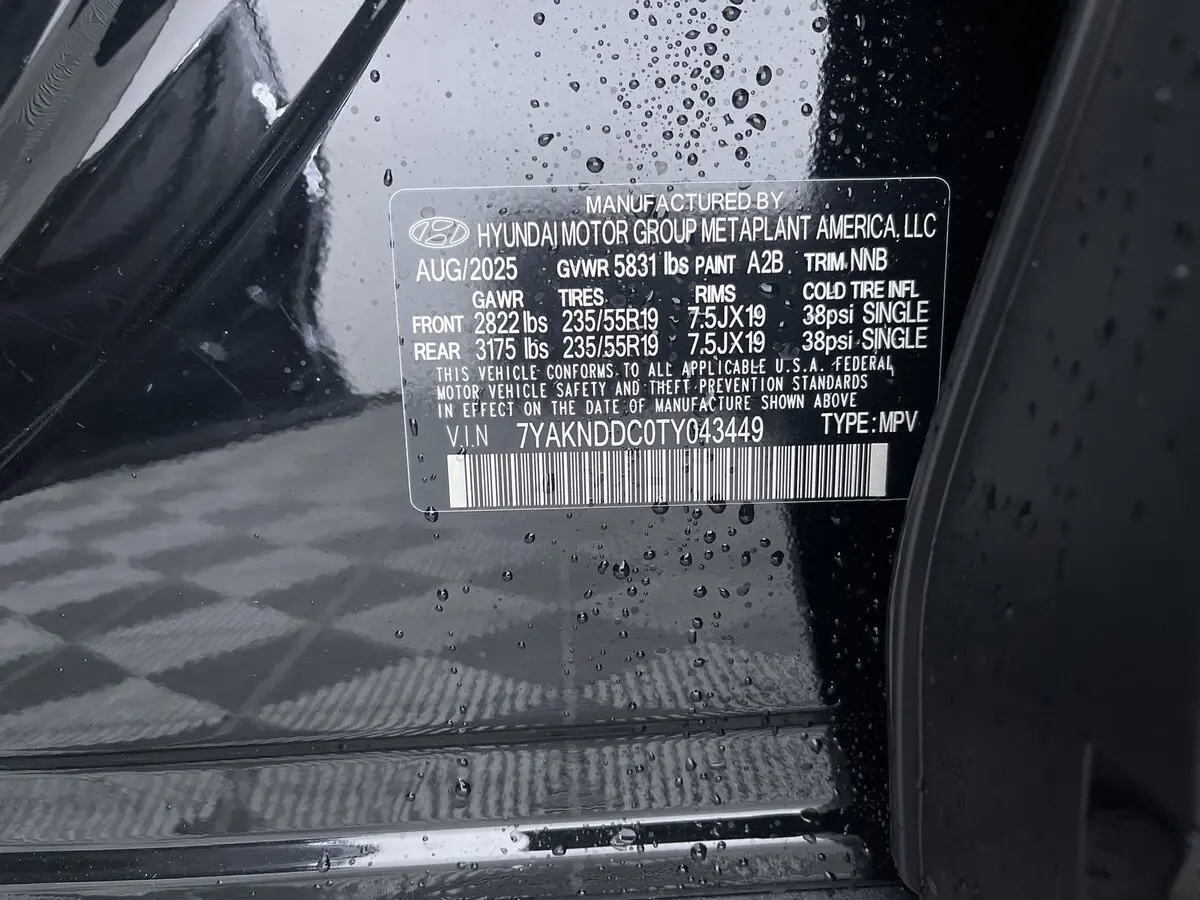 MANUFACTURED BY
HYUNDAI MOTOR GROUP METAPLANT AMERICA, LLC
AUG/2025 GVWR 5831 lbs PAINT A2B TRIM NNB
GAWR TIRES RIMS COLD TIRE INFL
FRONT 2822 lbs 235/55R19 7.5JX19 38psi SINGLE
REAR 3175 lbs 235/55R19 7.5JX19 38psi SINGLE
THIS VEHICLE CONFORMS TO ALL APPLICABLE U.S.A. FEDERAL
MOTOR VEHICLE SAFETY AND THEFT PREVENTION STANDARDS
IN EFFECT ON THE DATE OF MANUFACTURE SHOWN ABOVE
V.I.N 7YAKNDDC0TY043449 TYPE: MPV